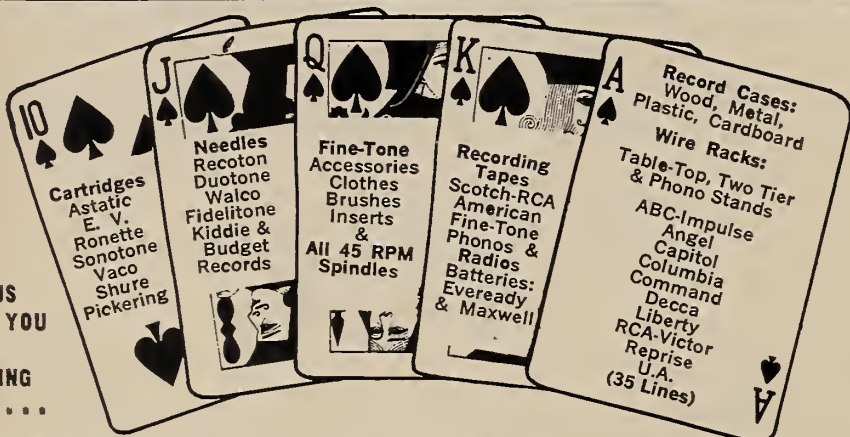 US
YOU
ING
...
10
Cartridges
Astatic
E. V.
Ronette
Sonotone
Vaco
Shure
Pickering
J
Needles
Recoton
Duotone
Walco
Fidelitone
Kiddie &
Budget
Records
Q
Fine-Tone
Accessories
Clothes
Brushes
Inserts
&
All 45 RPM
Spindles
K
Recording
Tapes
Scotch-RCA
American
Fine-Tone
Phonos &
Radios
Batteries:
Eveready
& Maxwell
A
Record Cases:
Wood, Metal,
Plastic, Cardboard
Wire Racks:
Table-Top, Two Tier
& Phono Stands
ABC-Impulse
Angel
Capitol
Columbia
Command
Decca
Liberty
RCA-Victor
Reprise
U.A.
(35 Lines)
A